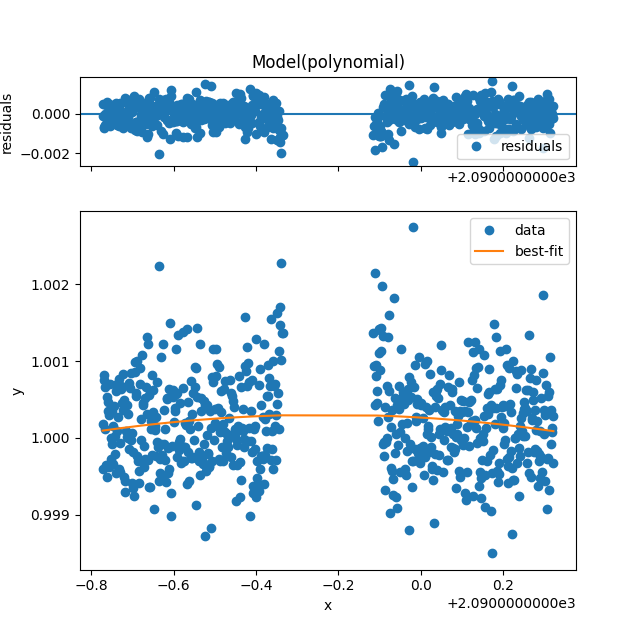 Model(polynomial)
residuals
0.000
−0.002
residuals
+2.0900000000e3
y
1.002
1.001
1.000
0.999
data
best-fit
−0.8
−0.6
−0.4
−0.2
0.0
0.2
x
+2.0900000000e3